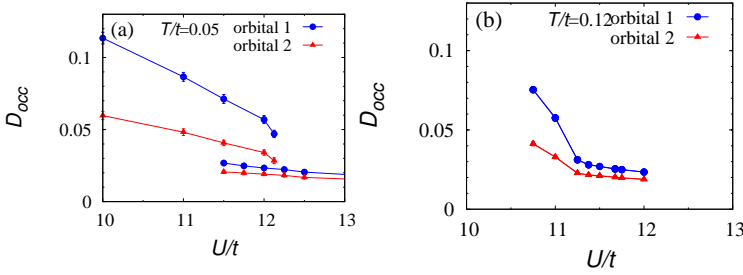 (a)
T/t=0.05
orbital 1
orbital 2
D_occ
0.1
0.05
0
10
11
12
13
U/t
(b)
T/t=0.12
orbital 1
orbital 2
D_occ
0.1
0.05
0
10
11
12
13
U/t